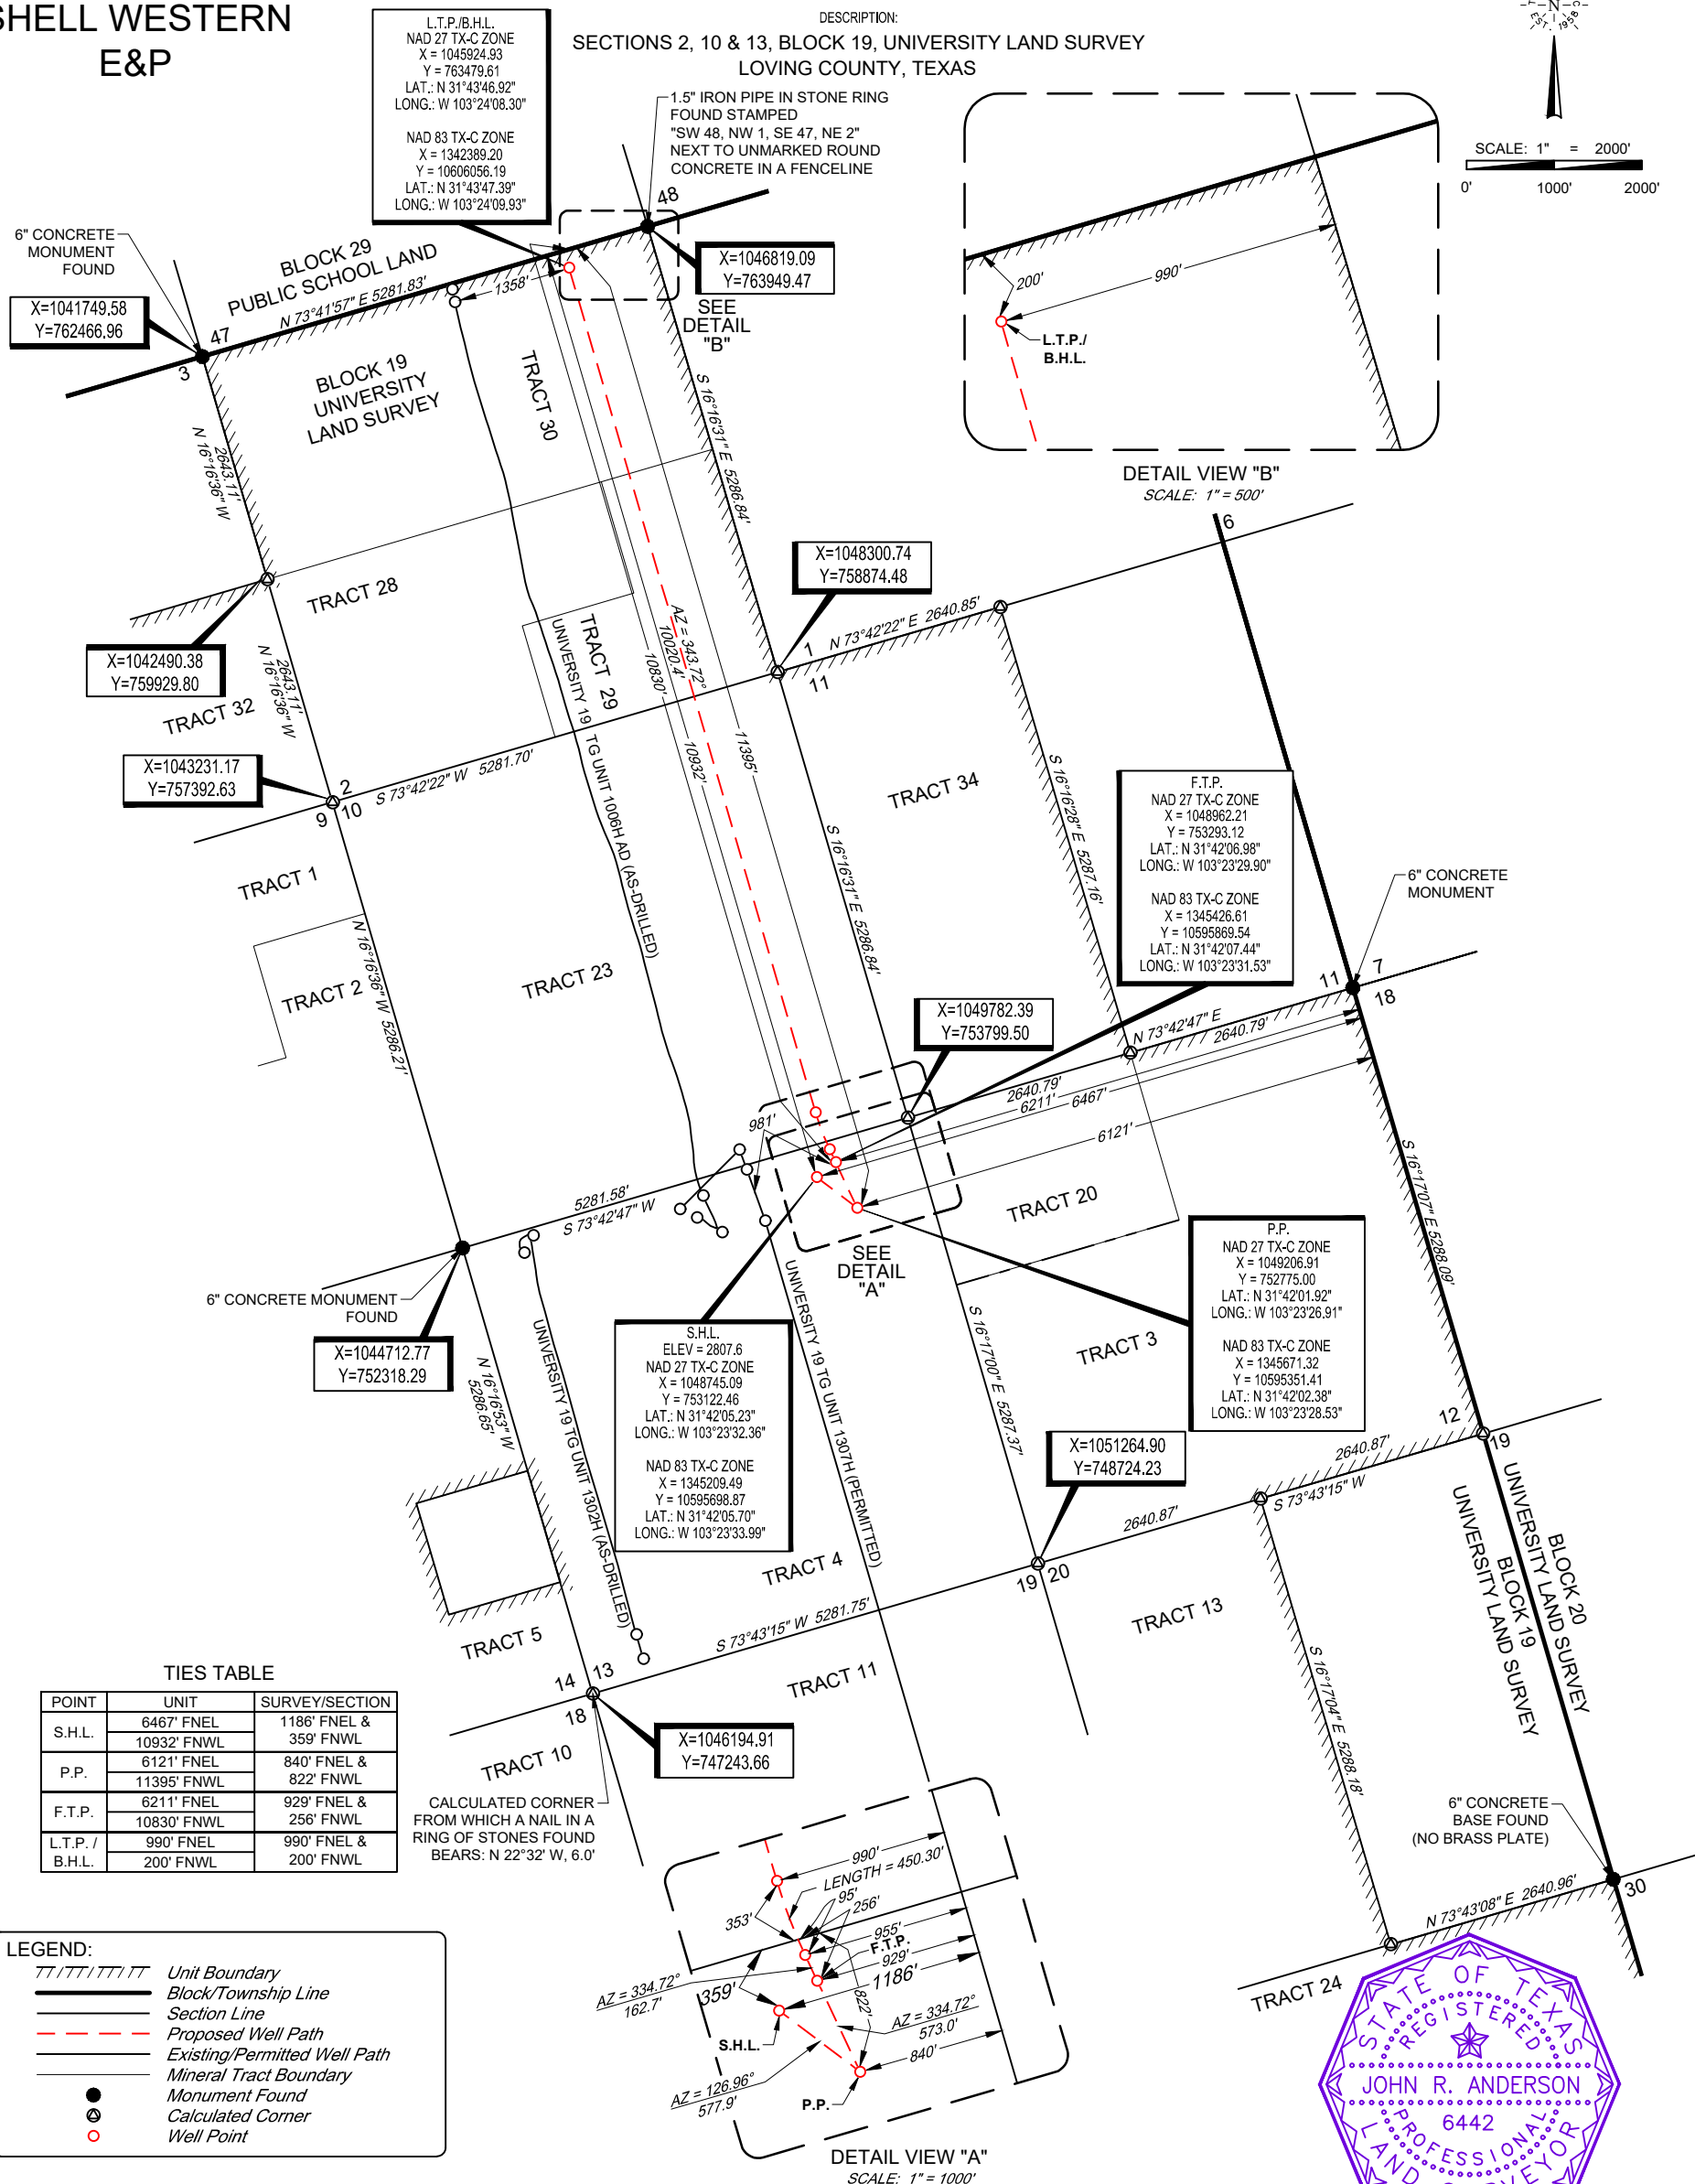 SHELL WESTERN
E&P
DESCRIPTION:
SECTIONS 2, 10 & 13, BLOCK 19, UNIVERSITY LAND SURVEY
LOVING COUNTY, TEXAS
N
EST. 1958
SCALE: 1" = 2000'
0' 1000' 2000'
L.T.P./B.H.L.
NAD 27 TX-C ZONE
X = 1045924.93
Y = 763479.61
LAT.: N 31°43'46.92"
LONG.: W 103°24'08.30"
NAD 83 TX-C ZONE
X = 1342389.20
Y = 10606056.19
LAT.: N 31°43'47.39"
LONG.: W 103°24'09.93"
1.5" IRON PIPE IN STONE RING
FOUND STAMPED
"SW 48, NW 1, SE 47, NE 2"
NEXT TO UNMARKED ROUND
CONCRETE IN A FENCELINE
48
6" CONCRETE
MONUMENT
FOUND
X=1041749.58
Y=762466.96
47
3
BLOCK 29
PUBLIC SCHOOL LAND
N 73°41'57" E 5281.83'
1358'
X=1046819.09
Y=763949.47
SEE
DETAIL
"B"
BLOCK 19
UNIVERSITY
LAND SURVEY
TRACT 30
200'
990'
L.T.P./
B.H.L.
DETAIL VIEW "B"
SCALE: 1" = 500'
6
2643.11'
N 16°16'36" W
S 16°16'31" E 5286.84'
TRACT 28
X=1042490.38
Y=759929.80
2643.11'
N 16°16'36" W
TRACT 32
X=1048300.74
Y=758874.48
1
11
N 73°42'22" E 2640.85'
TRACT 29
AZ = 343.72°
10020.4'
10830'
10932'
11395'
X=1043231.17
Y=757392.63
2
9 10
S 73°42'22" W 5281.70'
UNIVERSITY 19 TG UNIT 1006H AD (AS-DRILLED)
TRACT 34
S 16°16'28" E 5287.16'
S 16°16'31" E 5286.84'
F.T.P.
NAD 27 TX-C ZONE
X = 1048962.21
Y = 753293.12
LAT.: N 31°42'06.98"
LONG.: W 103°23'29.90"
NAD 83 TX-C ZONE
X = 1345426.61
Y = 10595869.54
LAT.: N 31°42'07.44"
LONG.: W 103°23'31.53"
6" CONCRETE
MONUMENT
11 7
18
TRACT 1
TRACT 2
N 16°16'36" W 5286.21'
TRACT 23
X=1049782.39
Y=753799.50
N 73°42'47" E
2640.79'
2640.79'
6211'
6467'
6121'
981'
TRACT 20
5281.58'
S 73°42'47" W
SEE
DETAIL
"A"
S 16°17'07" E 5288.09'
6" CONCRETE MONUMENT
FOUND
X=1044712.77
Y=752318.29
P.P.
NAD 27 TX-C ZONE
X = 1049206.91
Y = 752775.00
LAT.: N 31°42'01.92"
LONG.: W 103°23'26.91"
NAD 83 TX-C ZONE
X = 1345671.32
Y = 10595351.41
LAT.: N 31°42'02.38"
LONG.: W 103°23'28.53"
S.H.L.
ELEV = 2807.6
NAD 27 TX-C ZONE
X = 1048745.09
Y = 753122.46
LAT.: N 31°42'05.23"
LONG.: W 103°23'32.36"
NAD 83 TX-C ZONE
X = 1345209.49
Y = 10595698.87
LAT.: N 31°42'05.70"
LONG.: W 103°23'33.99"
N 16°16'53" W
5286.65'
UNIVERSITY 19 TG UNIT 1302H (AS-DRILLED)
UNIVERSITY 19 TG UNIT 1307H (PERMITTED)
S 16°17'00" E 5287.37'
TRACT 3
X=1051264.90
Y=748724.23
12
19
2640.87'
S 73°43'15" W
2640.87'
19 20
TRACT 4
TRACT 13
BLOCK 20
UNIVERSITY LAND SURVEY
BLOCK 19
UNIVERSITY LAND SURVEY
TRACT 5
S 73°43'15" W 5281.75'
14 13
18
TRACT 11
TRACT 10
X=1046194.91
Y=747243.66
CALCULATED CORNER
FROM WHICH A NAIL IN A
RING OF STONES FOUND
BEARS: N 22°32' W, 6.0'
S 16°17'04" E 5288.18'
6" CONCRETE
BASE FOUND
(NO BRASS PLATE)
30
N 73°43'08" E 2640.96'
TRACT 24
TIES TABLE
POINT UNIT SURVEY/SECTION
S.H.L. 6467' FNEL 1186' FNEL &
10932' FNWL 359' FNWL
P.P. 6121' FNEL 840' FNEL &
11395' FNWL 822' FNWL
F.T.P. 6211' FNEL 929' FNEL &
10830' FNWL 256' FNWL
L.T.P. / 990' FNEL 990' FNEL &
B.H.L. 200' FNWL 200' FNWL
LEGEND:
Unit Boundary
Block/Township Line
Section Line
Proposed Well Path
Existing/Permitted Well Path
Mineral Tract Boundary
Monument Found
Calculated Corner
Well Point
990'
LENGTH = 450.30'
95'
256'
353'
955'
F.T.P.
929'
1186'
AZ = 334.72°
162.7'
359'
822'
AZ = 334.72°
573.0'
S.H.L.
840'
AZ = 126.96°
577.9'
P.P.
DETAIL VIEW "A"
SCALE: 1" = 1000'
STATE OF TEXAS
REGISTERED
JOHN R. ANDERSON
6442
PROFESSIONAL
LAND SURVEYOR